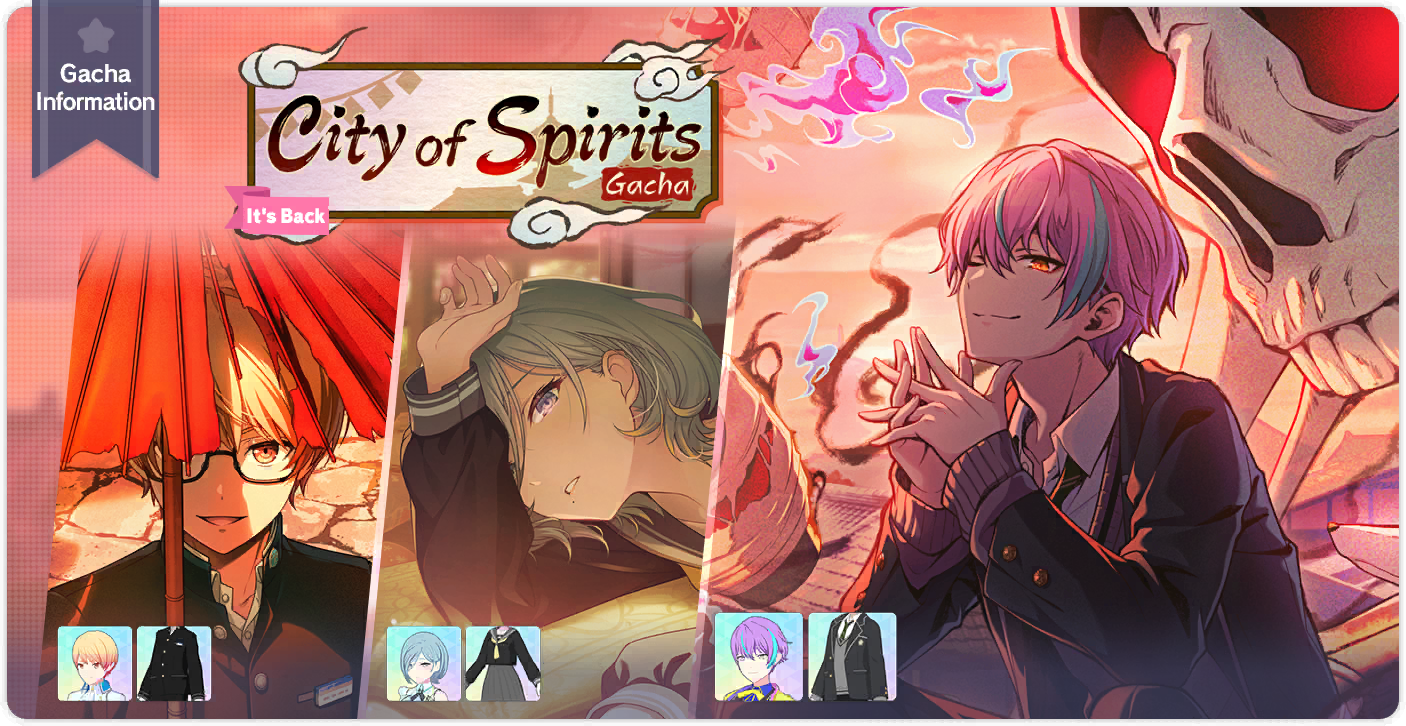 Gacha
Information
City of Spirits
Gacha
It's Back